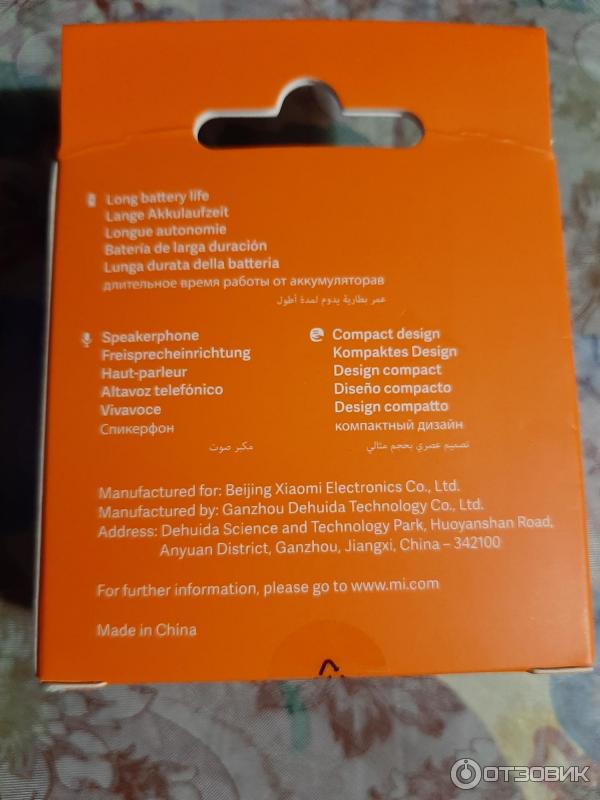 Long battery life
Lange Akkulaufzeit
Longue autonomie
Batería de larga duración
Lunga durata della batteria
длительное время работы от аккумуляторав
عمر بطارية يدوم لمدة أطول
Speakerphone
Freisprecheinrichtung
Haut-parleur
Altavoz telefónico
Vivavoce
Спикерфон
مكبر صوت
Compact design
Kompaktes Design
Design compact
Diseño compacto
Design compatto
компактный дизайн
تصميم عصري بحجم مثالي
Manufactured for: Beijing Xiaomi Electronics Co., Ltd.
Manufactured by: Ganzhou Dehuida Technology Co., Ltd.
Address: Dehuida Science and Technology Park, Huoyanshan Road,
Anyuan District, Ganzhou, Jiangxi, China – 342100
For further information, please go to www.mi.com
Made in China
ОТЗОВИК